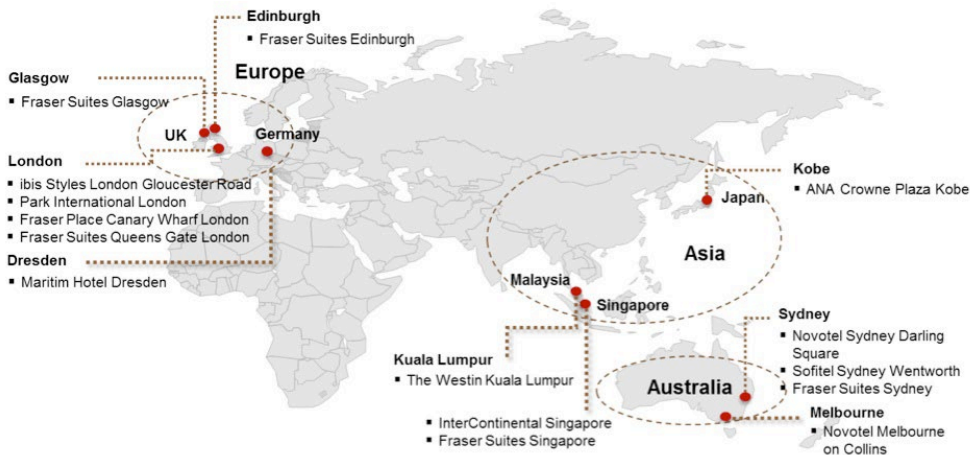 Edinburgh
▪ Fraser Suites Edinburgh
Europe
Glasgow
▪ Fraser Suites Glasgow
UK
Germany
London
▪ ibis Styles London Gloucester Road
▪ Park International London
▪ Fraser Place Canary Wharf London
▪ Fraser Suites Queens Gate London
Dresden
▪ Maritim Hotel Dresden
Kobe
▪ ANA Crowne Plaza Kobe
Japan
Asia
Malaysia
Singapore
Kuala Lumpur
▪ The Westin Kuala Lumpur
▪ InterContinental Singapore
▪ Fraser Suites Singapore
Sydney
▪ Novotel Sydney Darling
Square
▪ Sofitel Sydney Wentworth
▪ Fraser Suites Sydney
Australia
Melbourne
▪ Novotel Melbourne
on Collins